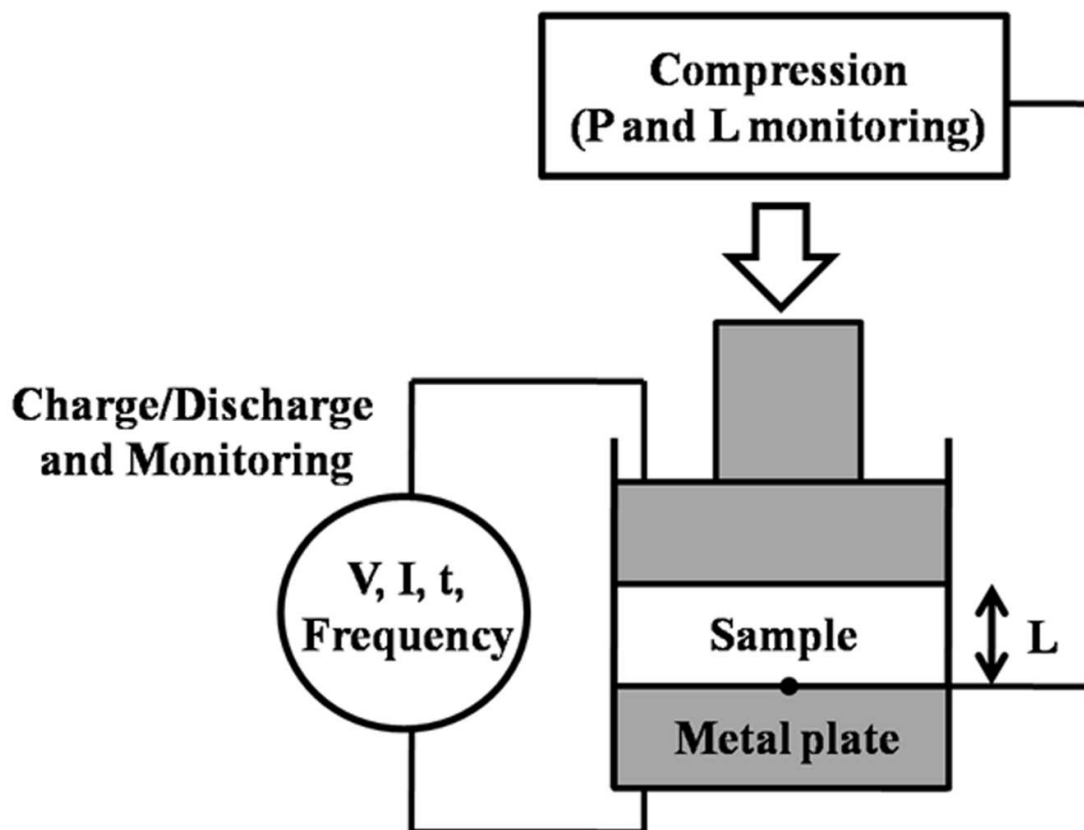 Compression
(P and L monitoring)
Charge/Discharge
and Monitoring
V, I, t,
Frequency
Sample
L
Metal plate